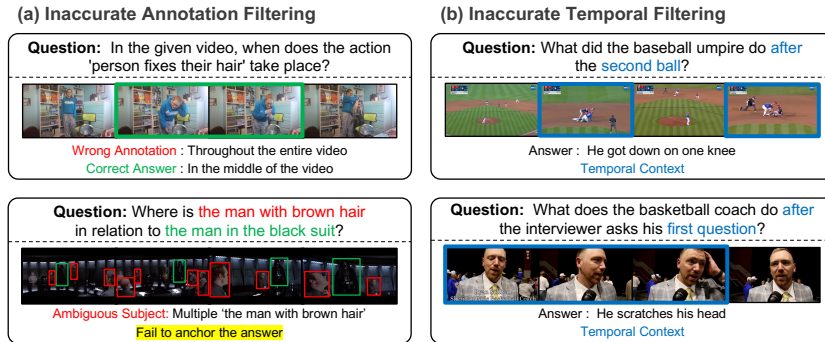 (a) Inaccurate Annotation Filtering
Question: In the given video, when does the action
'person fixes their hair' take place?
Wrong Annotation : Throughout the entire video
Correct Answer : In the middle of the video
Question: Where is the man with brown hair
in relation to the man in the black suit?
Ambiguous Subject: Multiple 'the man with brown hair'
Fail to anchor the answer
(b) Inaccurate Temporal Filtering
Question: What did the baseball umpire do after
the second ball?
Answer : He got down on one knee
Temporal Context
Question: What does the basketball coach do after
the interviewer asks his first question?
Answer : He scratches his head
Temporal Context